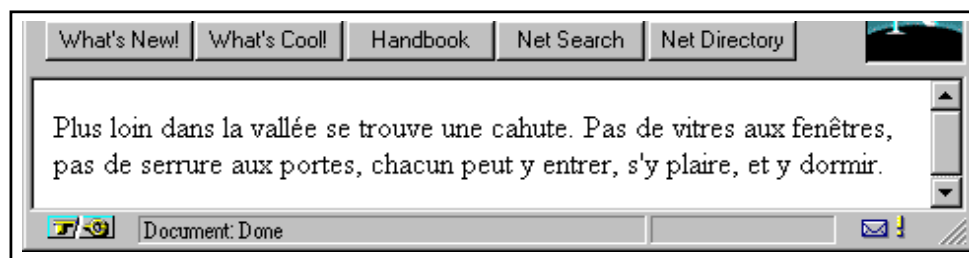 What's New! What's Cool! Handbook Net Search Net Directory
Plus loin dans la vallée se trouve une cahute. Pas de vitres aux fenêtres,
pas de serrure aux portes, chacun peut y entrer, s'y plaire, et y dormir.
Document: Done